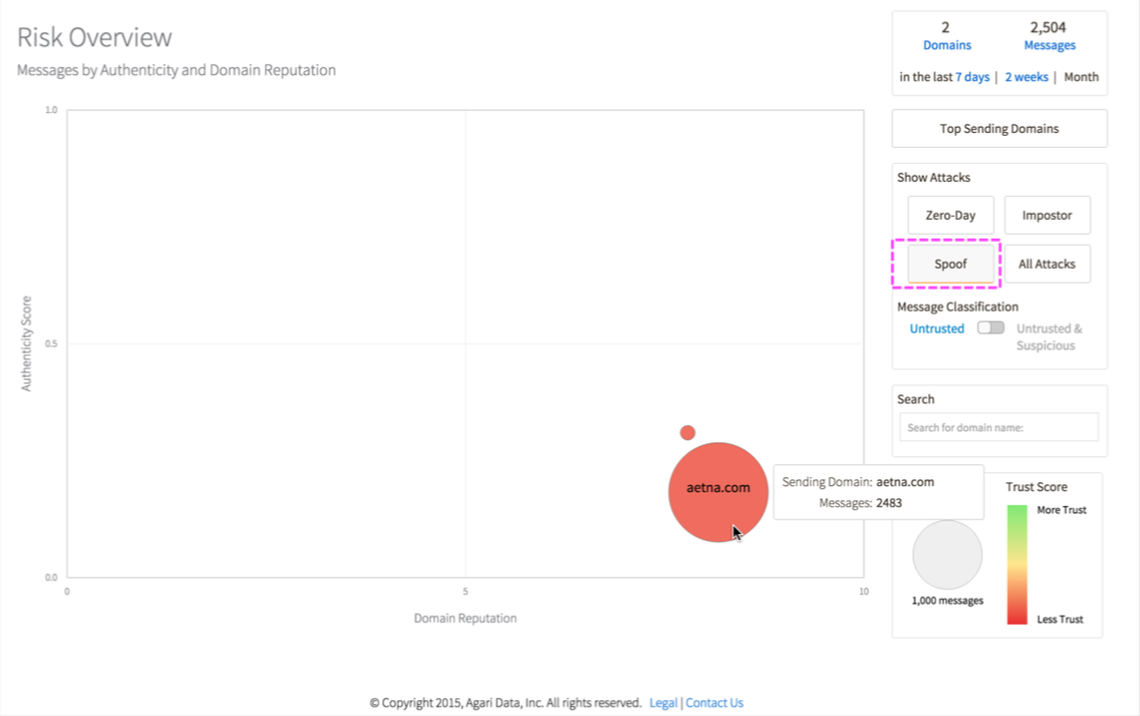 Risk Overview
Messages by Authenticity and Domain Reputation
1.0
0.5
0.0
0
5
10
Authenticity Score
Domain Reputation
aetna.com
Sending Domain: aetna.com
Messages: 2483
2
Domains
2,504
Messages
in the last 7 days | 2 weeks | Month
Top Sending Domains
Show Attacks
Zero-Day
Impostor
Spoof
All Attacks
Message Classification
Untrusted
Untrusted &
Suspicious
Search
Search for domain name:
1,000 messages
Trust Score
More Trust
Less Trust
© Copyright 2015, Agari Data, Inc. All rights reserved. Legal | Contact Us